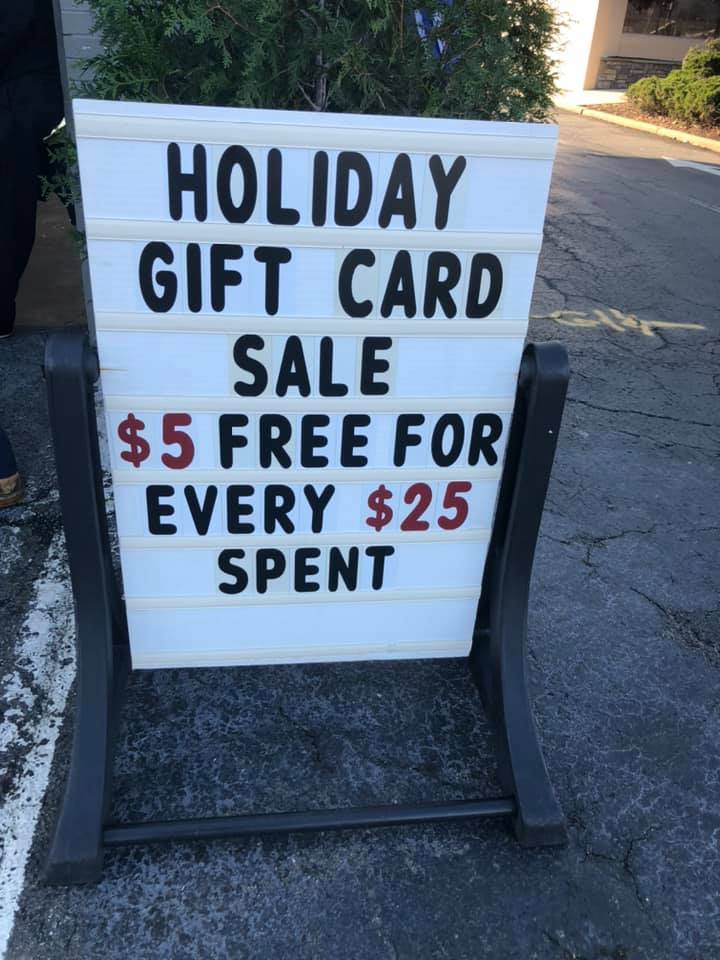 HOLIDAY
GIFT CARD
SALE
$5 FREE FOR
EVERY $25
SPENT